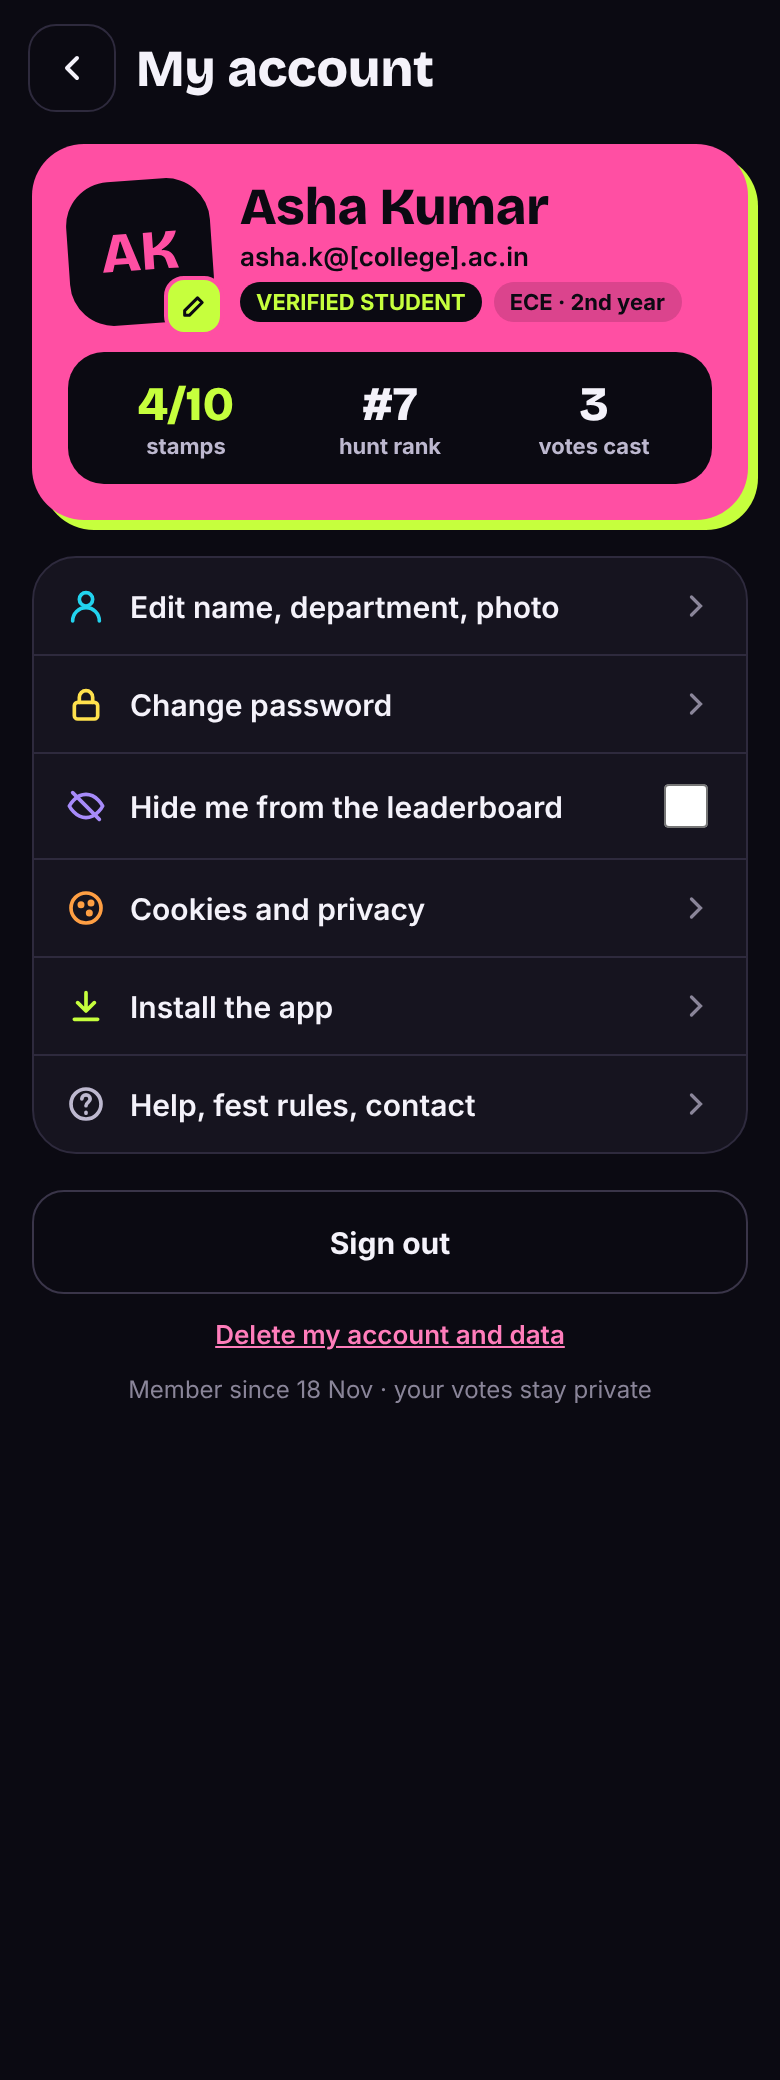 My account
AK
Asha Kumar
asha.k@[college].ac.in
VERIFIED STUDENT
ECE · 2nd year
4/10
stamps
#7
hunt rank
3
votes cast
Edit name, department, photo
Change password
Hide me from the leaderboard
Cookies and privacy
Install the app
Help, fest rules, contact
Sign out
Delete my account and data
Member since 18 Nov · your votes stay private